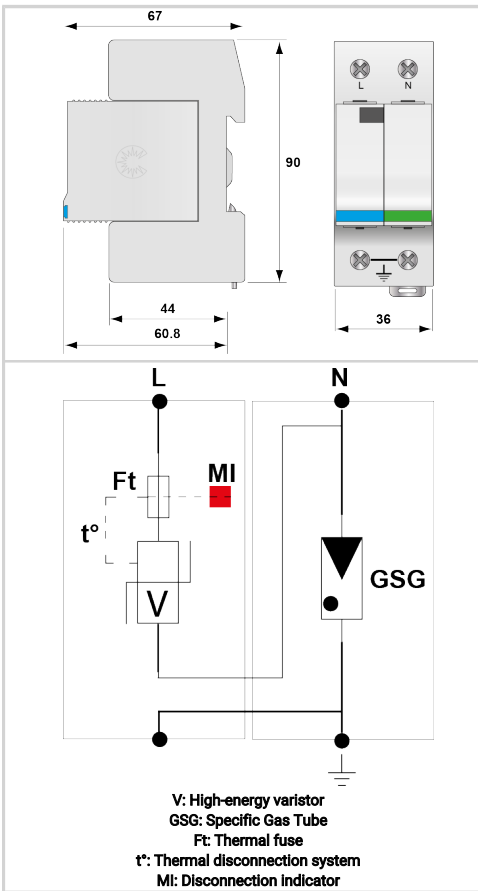 67
L N
90
44
60.8
36
L N
Ft MI
t°
V
GSG
V: High-energy varistor
GSG: Specific Gas Tube
Ft: Thermal fuse
t°: Thermal disconnection system
MI: Disconnection indicator